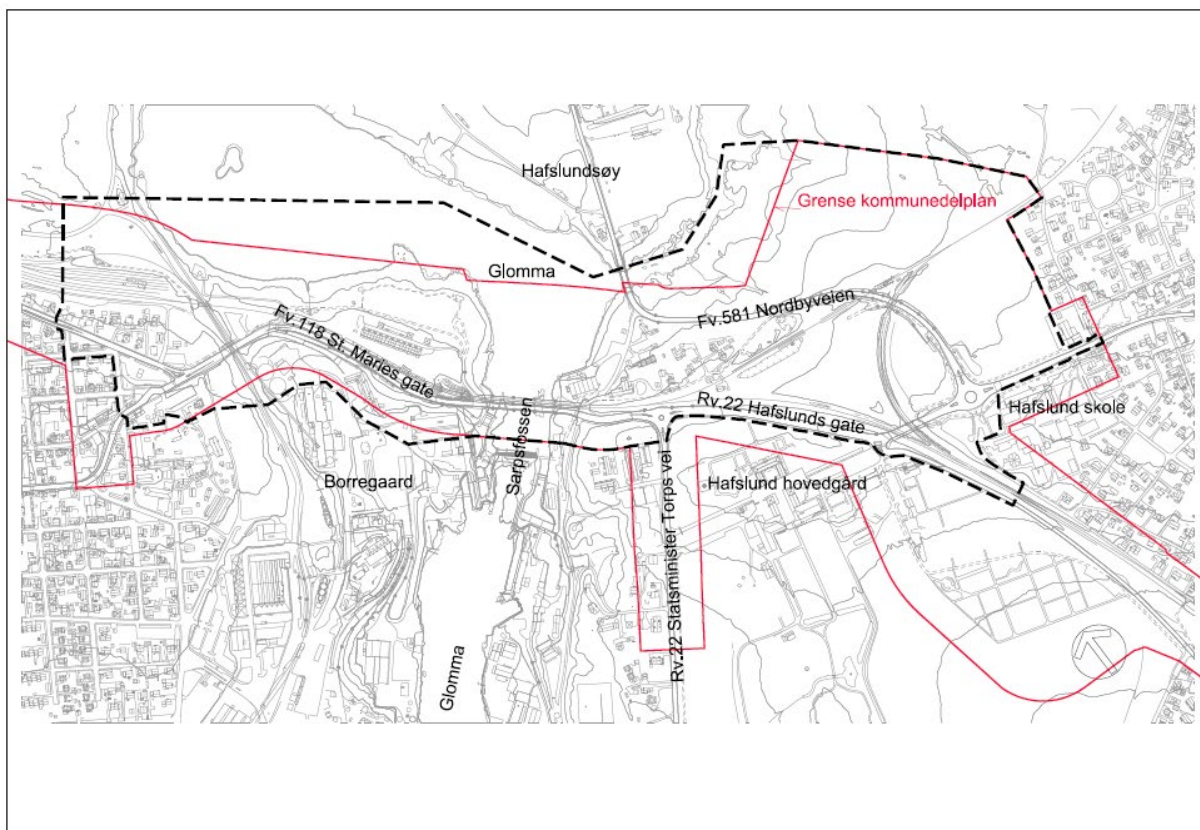 Hafslundsøy
Grense kommunedelplan
Glomma
Fv.581 Nordbyveien
Fv.118 St. Maries gate
Rv.22 Hafslunds gate
Hafslund skole
Sarpsfossen
Borregaard
Hafslund hovedgård
Rv.22 Statsminister Torps vei
Glomma